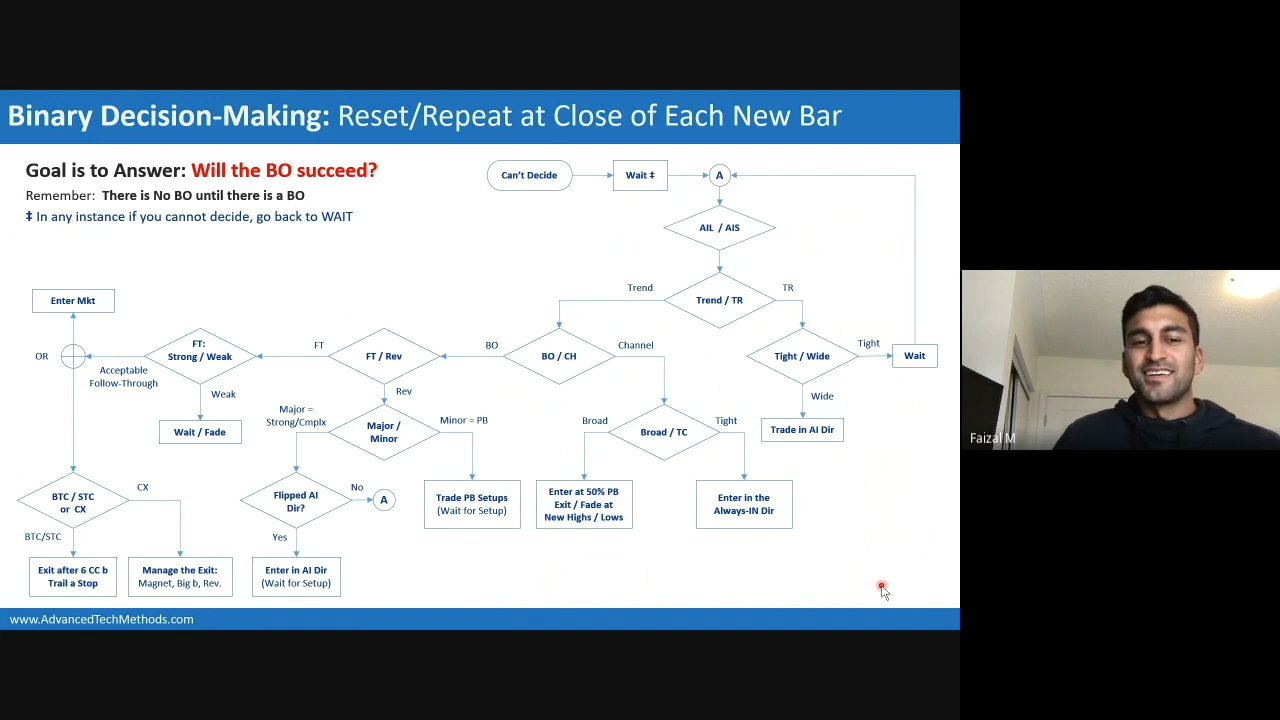 Binary Decision-Making: Reset/Repeat at Close of Each New Bar
Goal is to Answer: Will the BO succeed?
Remember: There is No BO until there is a BO
‡ In any instance if you cannot decide, go back to WAIT
Can't Decide
Wait ‡
A
AIL / AIS
Trend
Trend / TR
TR
Enter Mkt
OR
Acceptable
Follow-Through
FT:
Strong / Weak
FT
FT / Rev
BO
BO / CH
Channel
Tight / Wide
Tight
Wait
Weak
Wait / Fade
Rev
Major =
Strong/Cmplx
Major /
Minor
Minor = PB
Broad
Broad / TC
Tight
Wide
Trade in AI Dir
BTC / STC
or CX
CX
Flipped AI
Dir?
No
A
Trade PB Setups
(Wait for Setup)
Enter at 50% PB
Exit / Fade at
New Highs / Lows
Enter in the
Always-IN Dir
BTC/STC
Yes
Exit after 6 CC b
Trail a Stop
Manage the Exit:
Magnet, Big b, Rev.
Enter in AI Dir
(Wait for Setup)
www.AdvancedTechMethods.com
Faizal M